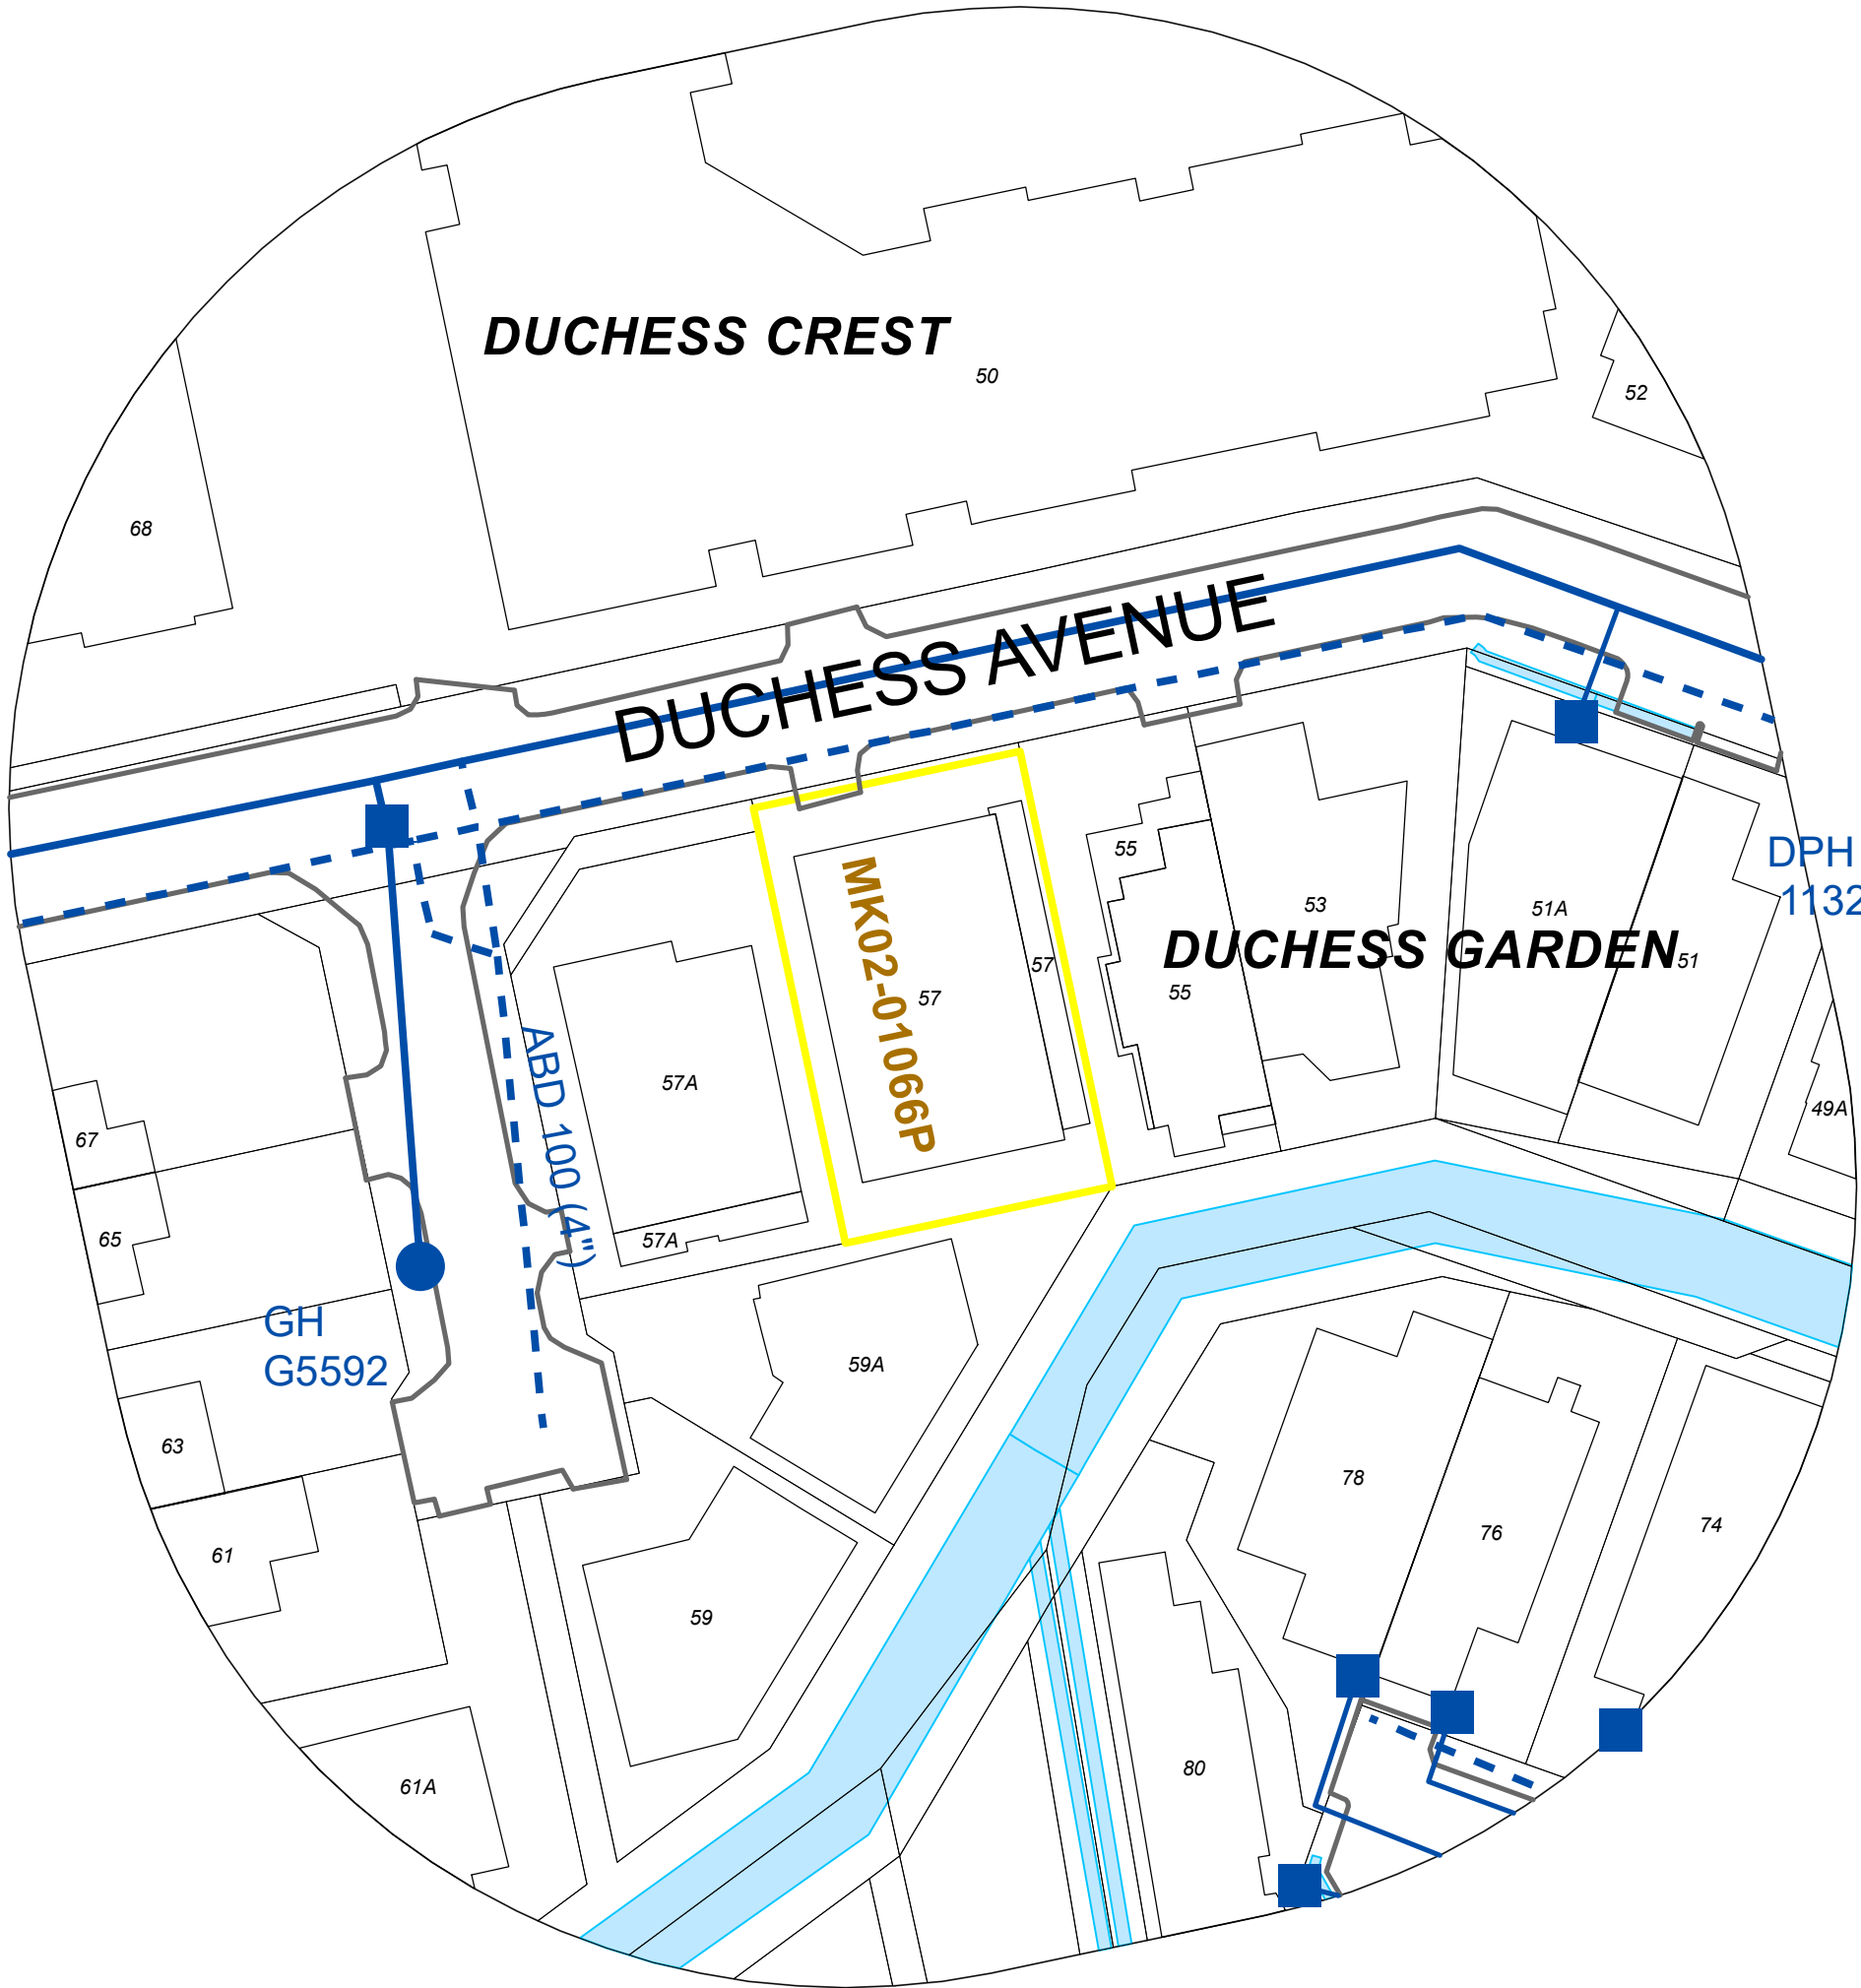 DUCHESS CREST
50
52
68
DUCHESS AVENUE
55
DPH
1132
53
51A
DUCHESS GARDEN
51
57
57
55
MK02-01066P
57A
ABD 100 (4")
49A
67
65
57A
GH
G5592
59A
63
78
76
74
61
59
80
61A